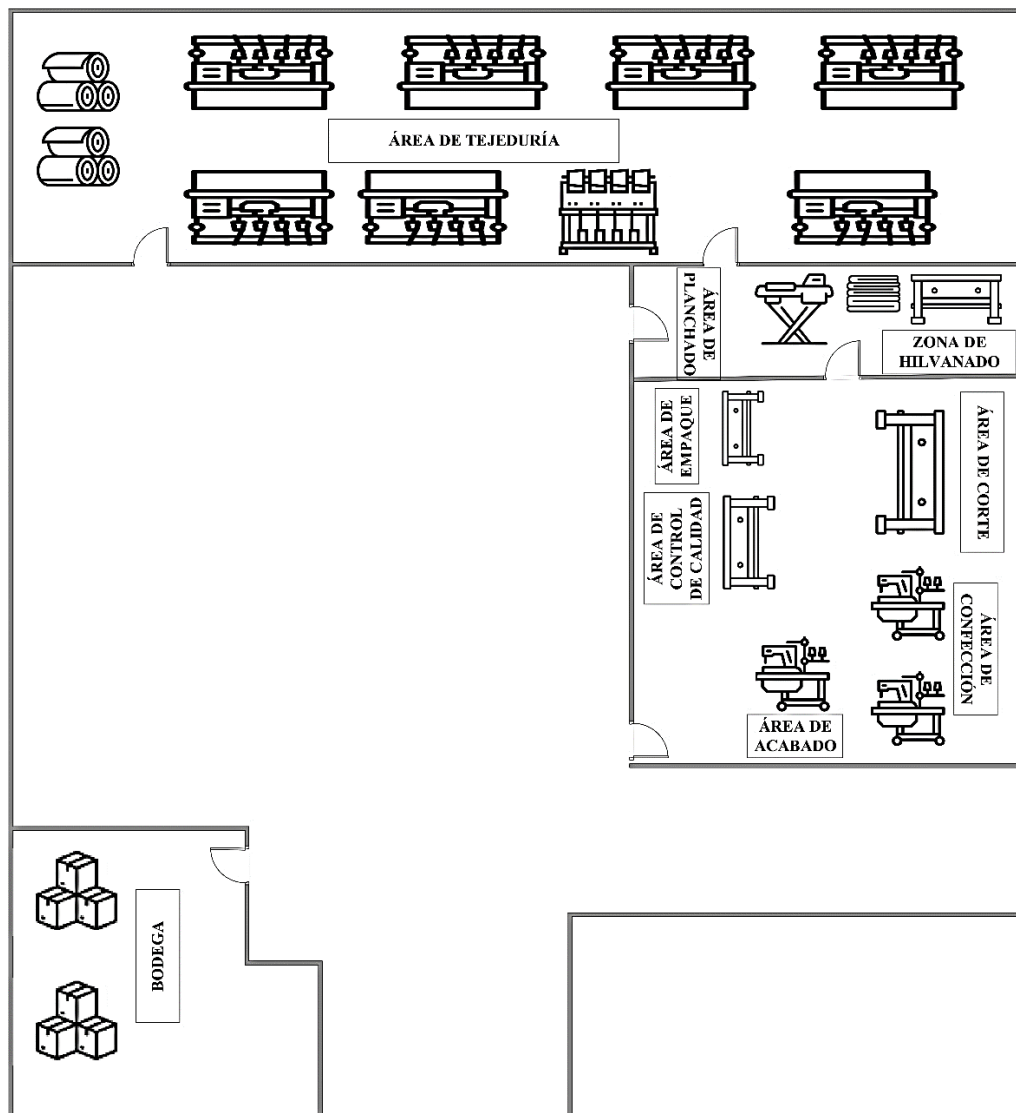 ÁREA DE TEJEDURÍA
ÁREA DE
PLANCHADO
ZONA DE
HILVANADO
ÁREA DE
EMPAQUE
ÁREA DE CORTE
ÁREA DE
CONTROL
DE CALIDAD
ÁREA DE
CONFECCIÓN
ÁREA DE
ACABADO
BODEGA